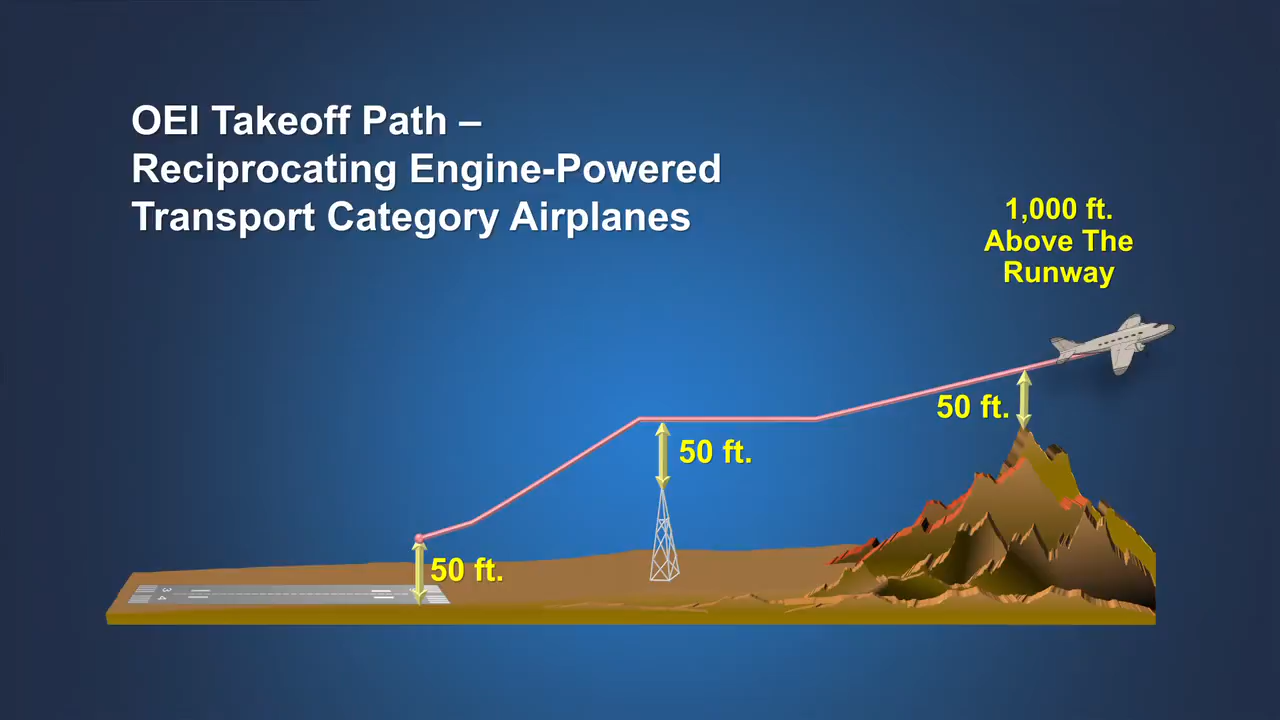 OEI Takeoff Path –
Reciprocating Engine-Powered
Transport Category Airplanes
1,000 ft.
Above The
Runway
50 ft.
50 ft.
50 ft.
34